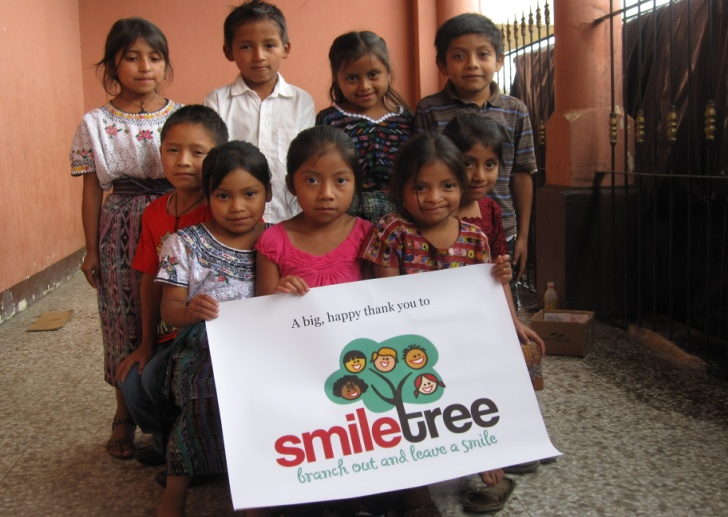 A big, happy thank you to
smiletree
branch out and leave a smile